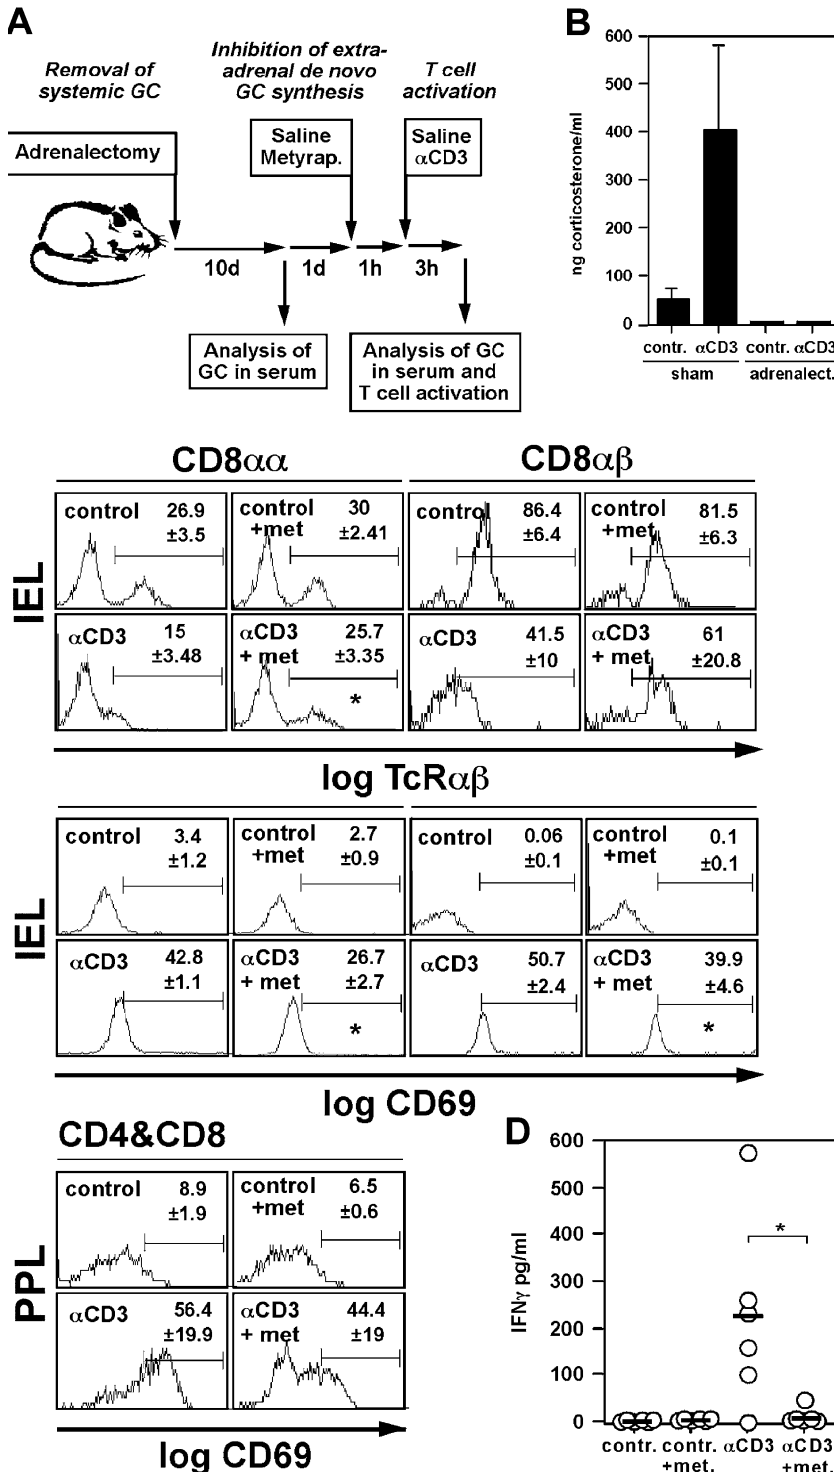 A
Removal of
systemic GC
Inhibition of extra-
adrenal de novo
GC synthesis
T cell
activation
Adrenalectomy
Saline
Metyrap.
Saline
αCD3
10d
1d
1h
3h
Analysis of
GC in serum
Analysis of GC
in serum and
T cell activation
B
ng corticosterone/ml
600
500
400
300
200
100
0
contr. αCD3 contr. αCD3
sham adrenalect.
CD8αα CD8αβ
IEL
control 26.9
±3.5
control 30
+met ±2.41
control 86.4
±6.4
control 81.5
+met ±6.3
αCD3 15
±3.48
αCD3 25.7
+ met ±3.35
*
αCD3 41.5
±10
αCD3 61
+ met ±20.8
log TcRαβ
IEL
control 3.4
±1.2
control 2.7
+met ±0.9
control 0.06
±0.1
control 0.1
+met ±0.1
αCD3 42.8
±1.1
αCD3 26.7
+ met ±2.7
*
αCD3 50.7
±2.4
αCD3 39.9
+ met ±4.6
*
log CD69
CD4&CD8
PPL
control 8.9
±1.9
control 6.5
+met ±0.6
αCD3 56.4
±19.9
αCD3 44.4
+ met ±19
log CD69
D
IFNγ pg/ml
600
500
400
300
200
100
0
*
contr. contr. αCD3 αCD3
+met. +met.